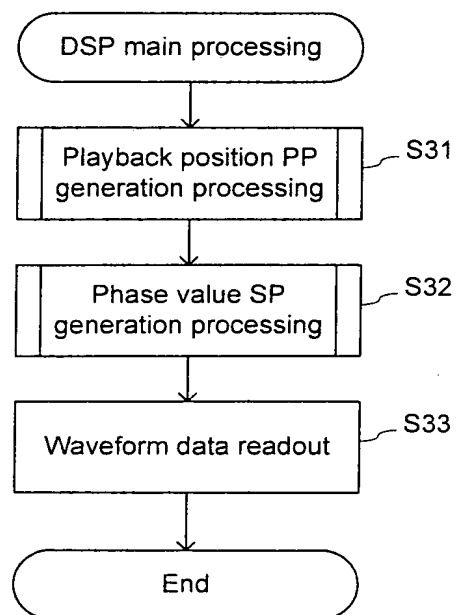 DSP main processing
Playback position PP
generation processing
S31
Phase value SP
generation processing
S32
Waveform data readout
S33
End